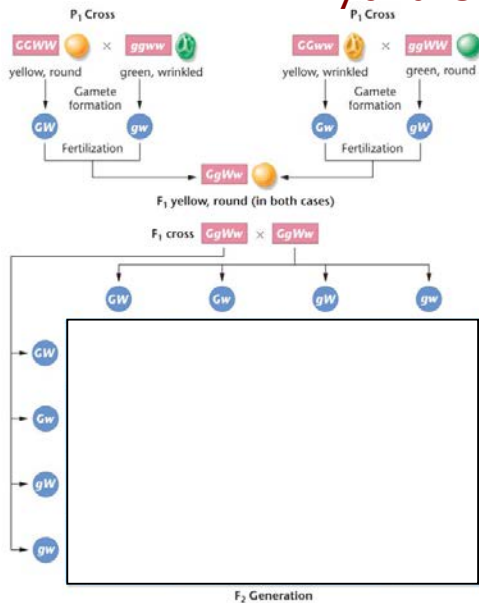 P1 Cross P1 Cross
GGWW × ggww GGww × ggWW
yellow, round green, wrinkled yellow, wrinkled green, round
Gamete formation Gamete formation
GW gw Gw gW
Fertilization Fertilization
GgWw
F1 yellow, round (in both cases)
F1 cross GgWw × GgWw
GW Gw gW gw
GW
Gw
gW
gw
F2 Generation